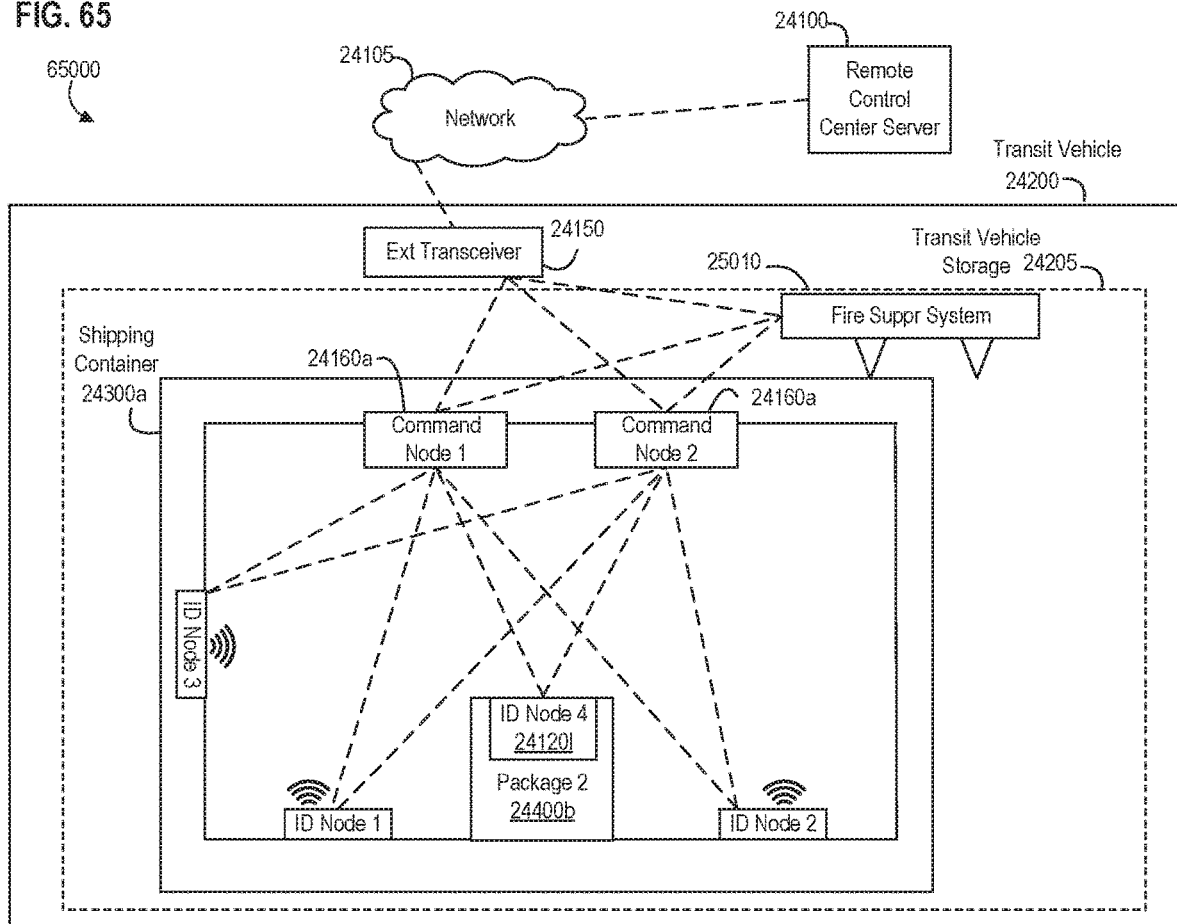 FIG. 65
65000
24105
Network
24100
Remote
Control
Center Server
Transit Vehicle
24200
Ext Transceiver
24150
25010
Transit Vehicle
Storage 24205
Fire Suppr System
Shipping
Container
24300a
24160a
Command
Node 1
24160a
Command
Node 2
ID Node 3
ID Node 4
24120l
Package 2
24400b
ID Node 1
ID Node 2